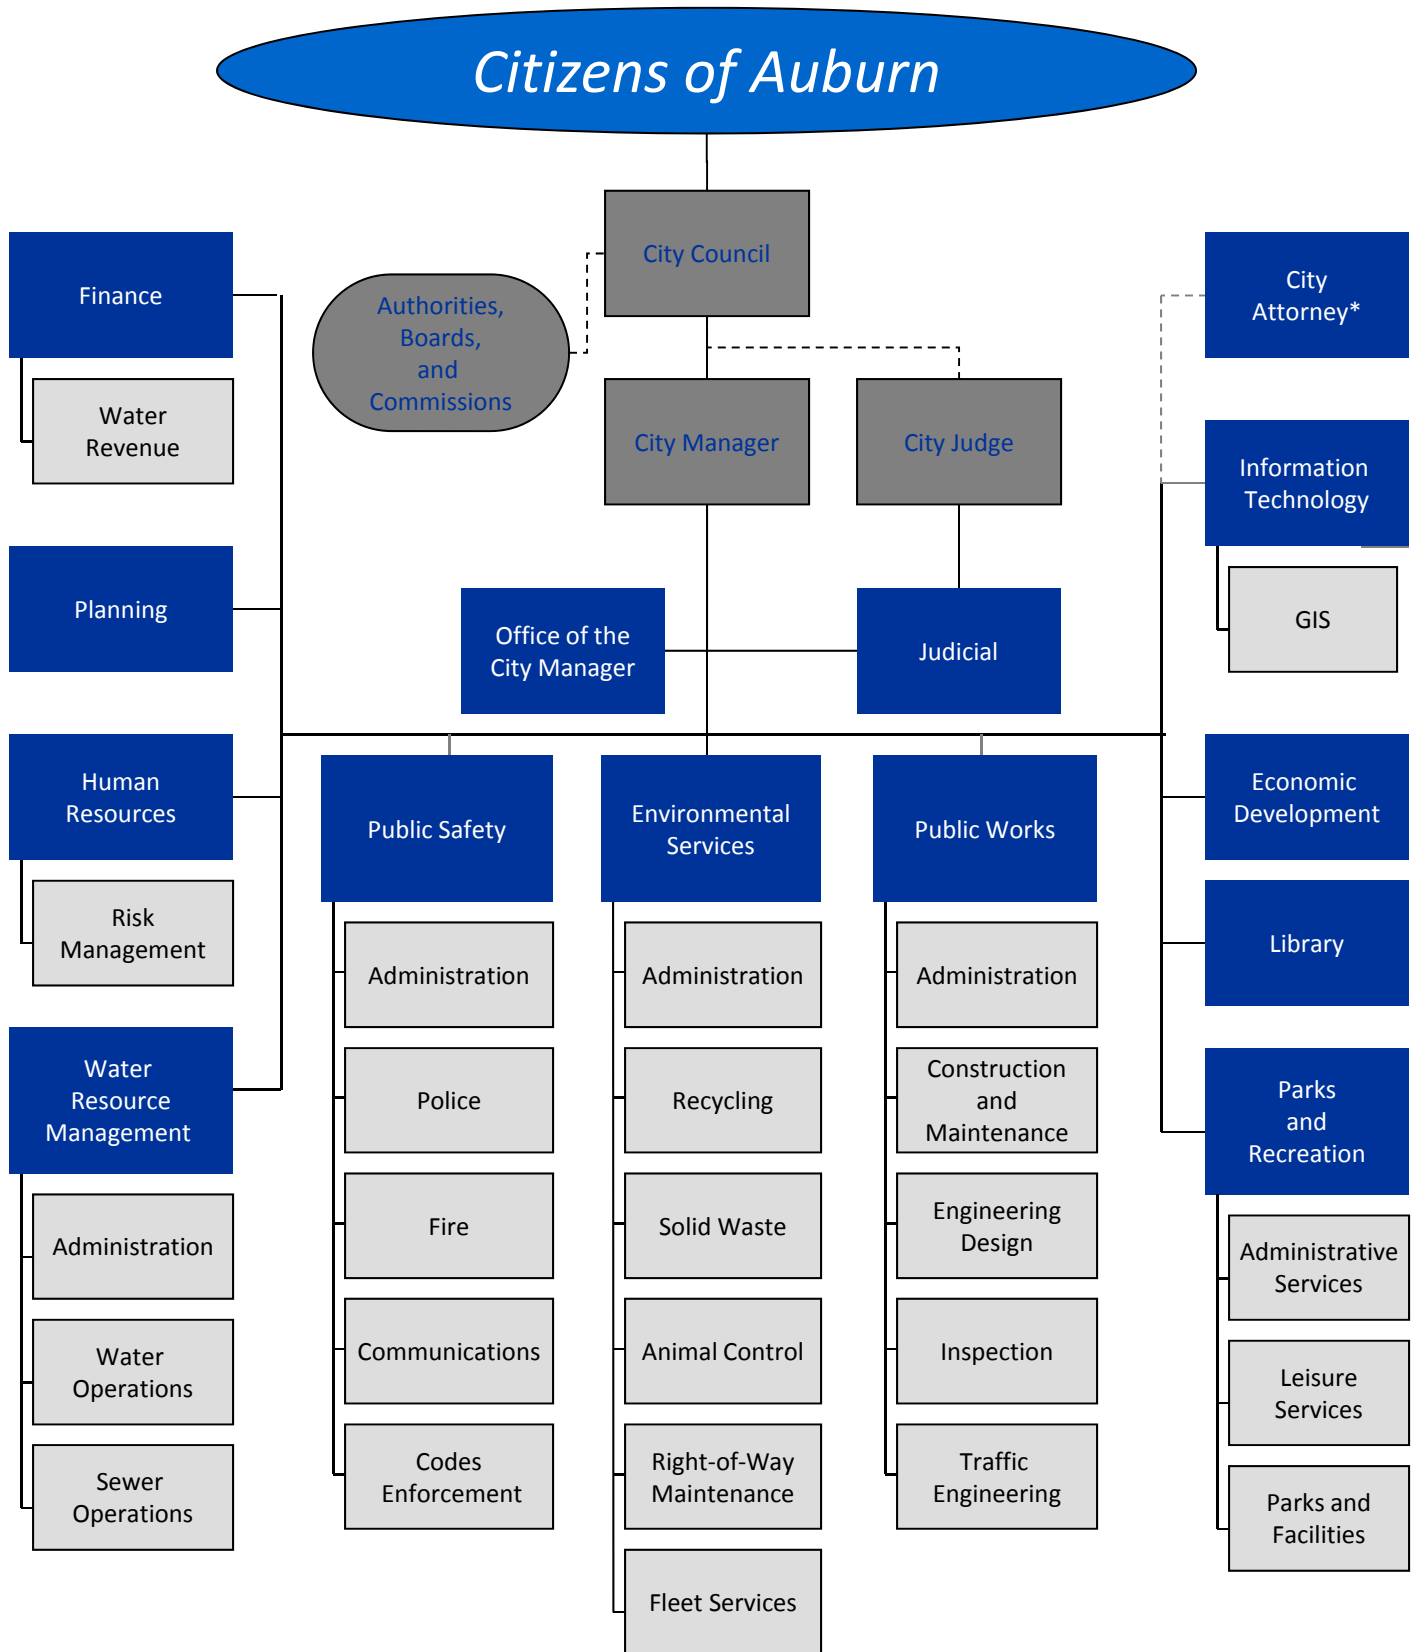 Citizens of Auburn
City Council
Authorities,
Boards,
and
Commissions
City Manager
City Judge
Office of the
City Manager
Judicial
Finance
Water
Revenue
Planning
Human
Resources
Risk
Management
Water
Resource
Management
Administration
Water
Operations
Sewer
Operations
Public Safety
Administration
Police
Fire
Communications
Codes
Enforcement
Environmental
Services
Administration
Recycling
Solid Waste
Animal Control
Right-of-Way
Maintenance
Fleet Services
Public Works
Administration
Construction
and
Maintenance
Engineering
Design
Inspection
Traffic
Engineering
City
Attorney*
Information
Technology
GIS
Economic
Development
Library
Parks
and
Recreation
Administrative
Services
Leisure
Services
Parks and
Facilities